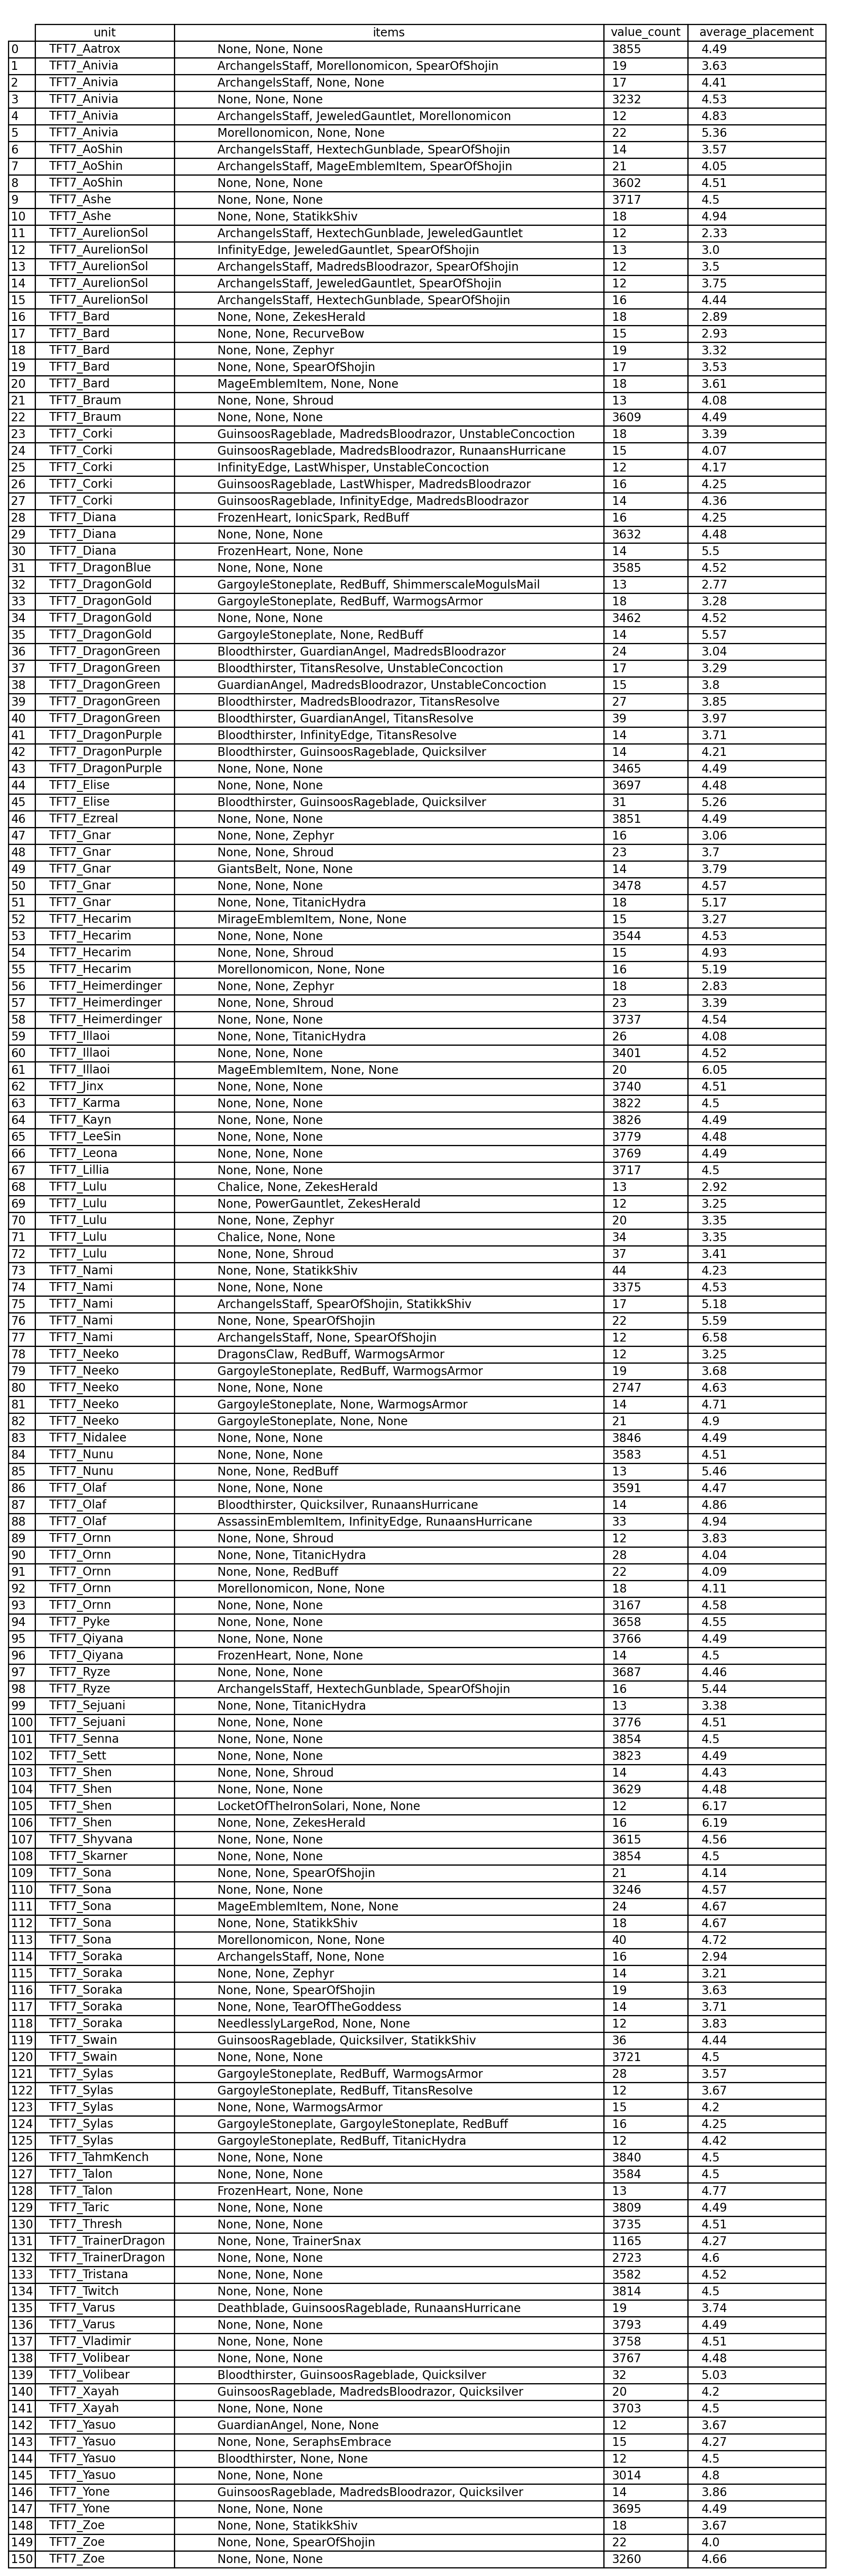 unit items value_count average_placement
0 TFT7_Aatrox None, None, None 3855 4.49
1 TFT7_Anivia ArchangelsStaff, Morellonomicon, SpearOfShojin 19 3.63
2 TFT7_Anivia ArchangelsStaff, None, None 17 4.41
3 TFT7_Anivia None, None, None 3232 4.53
4 TFT7_Anivia ArchangelsStaff, JeweledGauntlet, Morellonomicon 12 4.83
5 TFT7_Anivia Morellonomicon, None, None 22 5.36
6 TFT7_AoShin ArchangelsStaff, HextechGunblade, SpearOfShojin 14 3.57
7 TFT7_AoShin ArchangelsStaff, MageEmblemItem, SpearOfShojin 21 4.05
8 TFT7_AoShin None, None, None 3602 4.51
9 TFT7_Ashe None, None, None 3717 4.5
10 TFT7_Ashe None, None, StatikkShiv 18 4.94
11 TFT7_AurelionSol ArchangelsStaff, HextechGunblade, JeweledGauntlet 12 2.33
12 TFT7_AurelionSol InfinityEdge, JeweledGauntlet, SpearOfShojin 13 3.0
13 TFT7_AurelionSol ArchangelsStaff, MadredsBloodrazor, SpearOfShojin 12 3.5
14 TFT7_AurelionSol ArchangelsStaff, JeweledGauntlet, SpearOfShojin 12 3.75
15 TFT7_AurelionSol ArchangelsStaff, HextechGunblade, SpearOfShojin 16 4.44
16 TFT7_Bard None, None, ZekesHerald 18 2.89
17 TFT7_Bard None, None, RecurveBow 15 2.93
18 TFT7_Bard None, None, Zephyr 19 3.32
19 TFT7_Bard None, None, SpearOfShojin 17 3.53
20 TFT7_Bard MageEmblemItem, None, None 18 3.61
21 TFT7_Braum None, None, Shroud 13 4.08
22 TFT7_Braum None, None, None 3609 4.49
23 TFT7_Corki GuinsoosRageblade, MadredsBloodrazor, UnstableConcoction 18 3.39
24 TFT7_Corki GuinsoosRageblade, MadredsBloodrazor, RunaansHurricane 15 4.07
25 TFT7_Corki InfinityEdge, LastWhisper, UnstableConcoction 12 4.17
26 TFT7_Corki GuinsoosRageblade, LastWhisper, MadredsBloodrazor 16 4.25
27 TFT7_Corki GuinsoosRageblade, InfinityEdge, MadredsBloodrazor 14 4.36
28 TFT7_Diana FrozenHeart, IonicSpark, RedBuff 16 4.25
29 TFT7_Diana None, None, None 3632 4.48
30 TFT7_Diana FrozenHeart, None, None 14 5.5
31 TFT7_DragonBlue None, None, None 3585 4.52
32 TFT7_DragonGold GargoyleStoneplate, RedBuff, ShimmerscaleMogulsMail 13 2.77
33 TFT7_DragonGold GargoyleStoneplate, RedBuff, WarmogsArmor 18 3.28
34 TFT7_DragonGold None, None, None 3462 4.52
35 TFT7_DragonGold GargoyleStoneplate, None, RedBuff 14 5.57
36 TFT7_DragonGreen Bloodthirster, GuardianAngel, MadredsBloodrazor 24 3.04
37 TFT7_DragonGreen Bloodthirster, TitansResolve, UnstableConcoction 17 3.29
38 TFT7_DragonGreen GuardianAngel, MadredsBloodrazor, UnstableConcoction 15 3.8
39 TFT7_DragonGreen Bloodthirster, MadredsBloodrazor, TitansResolve 27 3.85
40 TFT7_DragonGreen Bloodthirster, GuardianAngel, TitansResolve 39 3.97
41 TFT7_DragonPurple Bloodthirster, InfinityEdge, TitansResolve 14 3.71
42 TFT7_DragonPurple Bloodthirster, GuinsoosRageblade, Quicksilver 14 4.21
43 TFT7_DragonPurple None, None, None 3465 4.49
44 TFT7_Elise None, None, None 3697 4.48
45 TFT7_Elise Bloodthirster, GuinsoosRageblade, Quicksilver 31 5.26
46 TFT7_Ezreal None, None, None 3851 4.49
47 TFT7_Gnar None, None, Zephyr 16 3.06
48 TFT7_Gnar None, None, Shroud 23 3.7
49 TFT7_Gnar GiantsBelt, None, None 14 3.79
50 TFT7_Gnar None, None, None 3478 4.57
51 TFT7_Gnar None, None, TitanicHydra 18 5.17
52 TFT7_Hecarim MirageEmblemItem, None, None 15 3.27
53 TFT7_Hecarim None, None, None 3544 4.53
54 TFT7_Hecarim None, None, Shroud 15 4.93
55 TFT7_Hecarim Morellonomicon, None, None 16 5.19
56 TFT7_Heimerdinger None, None, Zephyr 18 2.83
57 TFT7_Heimerdinger None, None, Shroud 23 3.39
58 TFT7_Heimerdinger None, None, None 3737 4.54
59 TFT7_Illaoi None, None, TitanicHydra 26 4.08
60 TFT7_Illaoi None, None, None 3401 4.52
61 TFT7_Illaoi MageEmblemItem, None, None 20 6.05
62 TFT7_Jinx None, None, None 3740 4.51
63 TFT7_Karma None, None, None 3822 4.5
64 TFT7_Kayn None, None, None 3826 4.49
65 TFT7_LeeSin None, None, None 3779 4.48
66 TFT7_Leona None, None, None 3769 4.49
67 TFT7_Lillia None, None, None 3717 4.5
68 TFT7_Lulu Chalice, None, ZekesHerald 13 2.92
69 TFT7_Lulu None, PowerGauntlet, ZekesHerald 12 3.25
70 TFT7_Lulu None, None, Zephyr 20 3.35
71 TFT7_Lulu Chalice, None, None 34 3.35
72 TFT7_Lulu None, None, Shroud 37 3.41
73 TFT7_Nami None, None, StatikkShiv 44 4.23
74 TFT7_Nami None, None, None 3375 4.53
75 TFT7_Nami ArchangelsStaff, SpearOfShojin, StatikkShiv 17 5.18
76 TFT7_Nami None, None, SpearOfShojin 22 5.59
77 TFT7_Nami ArchangelsStaff, None, SpearOfShojin 12 6.58
78 TFT7_Neeko DragonsClaw, RedBuff, WarmogsArmor 12 3.25
79 TFT7_Neeko GargoyleStoneplate, RedBuff, WarmogsArmor 19 3.68
80 TFT7_Neeko None, None, None 2747 4.63
81 TFT7_Neeko GargoyleStoneplate, None, WarmogsArmor 14 4.71
82 TFT7_Neeko GargoyleStoneplate, None, None 21 4.9
83 TFT7_Nidalee None, None, None 3846 4.49
84 TFT7_Nunu None, None, None 3583 4.51
85 TFT7_Nunu None, None, RedBuff 13 5.46
86 TFT7_Olaf None, None, None 3591 4.47
87 TFT7_Olaf Bloodthirster, Quicksilver, RunaansHurricane 14 4.86
88 TFT7_Olaf AssassinEmblemItem, InfinityEdge, RunaansHurricane 33 4.94
89 TFT7_Ornn None, None, Shroud 12 3.83
90 TFT7_Ornn None, None, TitanicHydra 28 4.04
91 TFT7_Ornn None, None, RedBuff 22 4.09
92 TFT7_Ornn Morellonomicon, None, None 18 4.11
93 TFT7_Ornn None, None, None 3167 4.58
94 TFT7_Pyke None, None, None 3658 4.55
95 TFT7_Qiyana None, None, None 3766 4.49
96 TFT7_Qiyana FrozenHeart, None, None 14 4.5
97 TFT7_Ryze None, None, None 3687 4.46
98 TFT7_Ryze ArchangelsStaff, HextechGunblade, SpearOfShojin 16 5.44
99 TFT7_Sejuani None, None, TitanicHydra 13 3.38
100 TFT7_Sejuani None, None, None 3776 4.51
101 TFT7_Senna None, None, None 3854 4.5
102 TFT7_Sett None, None, None 3823 4.49
103 TFT7_Shen None, None, Shroud 14 4.43
104 TFT7_Shen None, None, None 3629 4.48
105 TFT7_Shen LocketOfTheIronSolari, None, None 12 6.17
106 TFT7_Shen None, None, ZekesHerald 16 6.19
107 TFT7_Shyvana None, None, None 3615 4.56
108 TFT7_Skarner None, None, None 3854 4.5
109 TFT7_Sona None, None, SpearOfShojin 21 4.14
110 TFT7_Sona None, None, None 3246 4.57
111 TFT7_Sona MageEmblemItem, None, None 24 4.67
112 TFT7_Sona None, None, StatikkShiv 18 4.67
113 TFT7_Sona Morellonomicon, None, None 40 4.72
114 TFT7_Soraka ArchangelsStaff, None, None 16 2.94
115 TFT7_Soraka None, None, Zephyr 14 3.21
116 TFT7_Soraka None, None, SpearOfShojin 19 3.63
117 TFT7_Soraka None, None, TearOfTheGoddess 14 3.71
118 TFT7_Soraka NeedlesslyLargeRod, None, None 12 3.83
119 TFT7_Swain GuinsoosRageblade, Quicksilver, StatikkShiv 36 4.44
120 TFT7_Swain None, None, None 3721 4.5
121 TFT7_Sylas GargoyleStoneplate, RedBuff, WarmogsArmor 28 3.57
122 TFT7_Sylas GargoyleStoneplate, RedBuff, TitansResolve 12 3.67
123 TFT7_Sylas None, None, WarmogsArmor 15 4.2
124 TFT7_Sylas GargoyleStoneplate, GargoyleStoneplate, RedBuff 16 4.25
125 TFT7_Sylas GargoyleStoneplate, RedBuff, TitanicHydra 12 4.42
126 TFT7_TahmKench None, None, None 3840 4.5
127 TFT7_Talon None, None, None 3584 4.5
128 TFT7_Talon FrozenHeart, None, None 13 4.77
129 TFT7_Taric None, None, None 3809 4.49
130 TFT7_Thresh None, None, None 3735 4.51
131 TFT7_TrainerDragon None, None, TrainerSnax 1165 4.27
132 TFT7_TrainerDragon None, None, None 2723 4.6
133 TFT7_Tristana None, None, None 3582 4.52
134 TFT7_Twitch None, None, None 3814 4.5
135 TFT7_Varus Deathblade, GuinsoosRageblade, RunaansHurricane 19 3.74
136 TFT7_Varus None, None, None 3793 4.49
137 TFT7_Vladimir None, None, None 3758 4.51
138 TFT7_Volibear None, None, None 3767 4.48
139 TFT7_Volibear Bloodthirster, GuinsoosRageblade, Quicksilver 32 5.03
140 TFT7_Xayah GuinsoosRageblade, MadredsBloodrazor, Quicksilver 20 4.2
141 TFT7_Xayah None, None, None 3703 4.5
142 TFT7_Yasuo GuardianAngel, None, None 12 3.67
143 TFT7_Yasuo None, None, SeraphsEmbrace 15 4.27
144 TFT7_Yasuo Bloodthirster, None, None 12 4.5
145 TFT7_Yasuo None, None, None 3014 4.8
146 TFT7_Yone GuinsoosRageblade, MadredsBloodrazor, Quicksilver 14 3.86
147 TFT7_Yone None, None, None 3695 4.49
148 TFT7_Zoe None, None, StatikkShiv 18 3.67
149 TFT7_Zoe None, None, SpearOfShojin 22 4.0
150 TFT7_Zoe None, None, None 3260 4.66